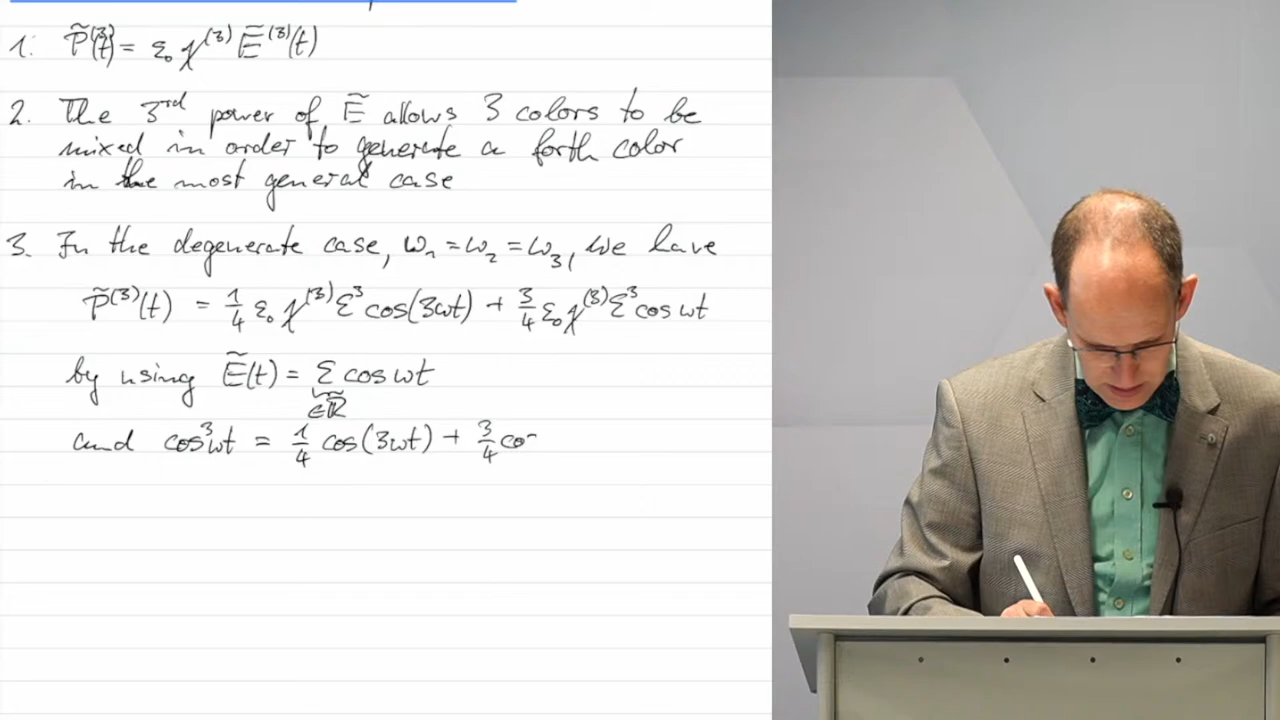 1. P̃⁽³⁾(t) = ε₀ χ⁽³⁾ Ẽ⁽³⁾(t)
2. The 3rd power of Ẽ allows 3 colors to be
mixed in order to generate a forth color
in the most general case
3. In the degenerate case, ω₁ = ω₂ = ω₃, we have
P̃⁽³⁾(t) = 1/4 ε₀ χ⁽³⁾ ℰ³ cos(3ωt) + 3/4 ε₀ χ⁽³⁾ ℰ³ cos ωt
by using Ẽ(t) = ℰ cos ωt
∈ℝ
and cos³ωt = 1/4 cos(3ωt) + 3/4 co